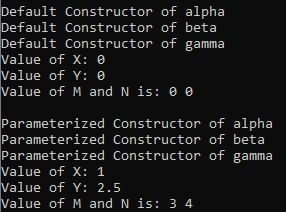 Default Constructor of alpha
Default Constructor of beta
Default Constructor of gamma
Value of X: 0
Value of Y: 0
Value of M and N is: 0 0
Parameterized Constructor of alpha
Parameterized Constructor of beta
Parameterized Constructor of gamma
Value of X: 1
Value of Y: 2.5
Value of M and N is: 3 4